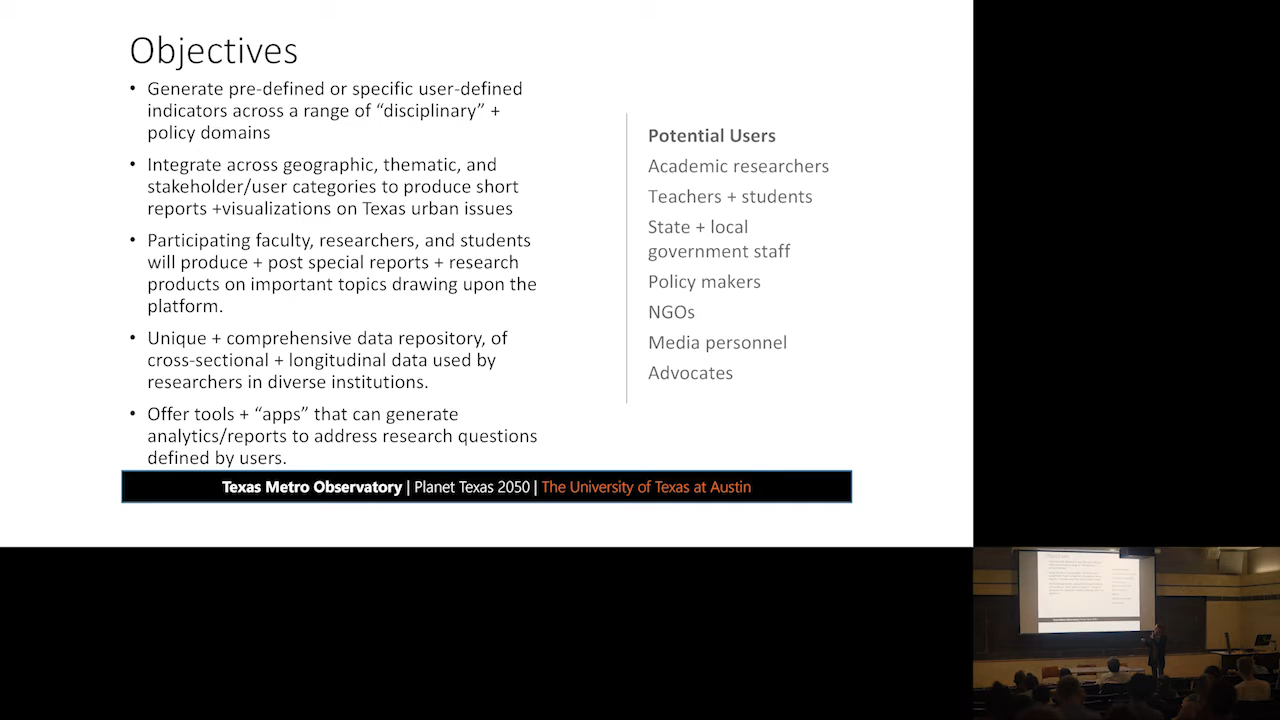 Objectives
• Generate pre-defined or specific user-defined
indicators across a range of “disciplinary” +
policy domains
• Integrate across geographic, thematic, and
stakeholder/user categories to produce short
reports +visualizations on Texas urban issues
• Participating faculty, researchers, and students
will produce + post special reports + research
products on important topics drawing upon the
platform.
• Unique + comprehensive data repository, of
cross-sectional + longitudinal data used by
researchers in diverse institutions.
• Offer tools + “apps” that can generate
analytics/reports to address research questions
defined by users.
Potential Users
Academic researchers
Teachers + students
State + local
government staff
Policy makers
NGOs
Media personnel
Advocates
Texas Metro Observatory | Planet Texas 2050 | The University of Texas at Austin